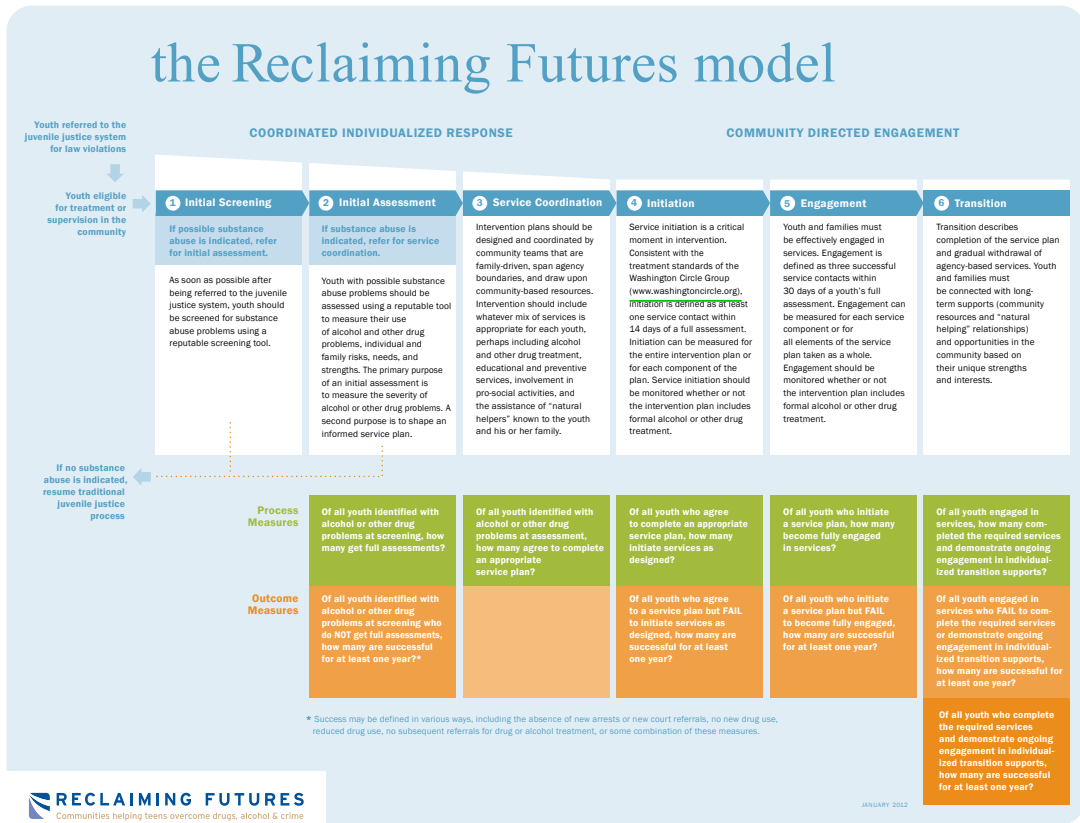 the Reclaiming Futures model
Youth referred to the
juvenile justice system
for law violations
COORDINATED INDIVIDUALIZED RESPONSE
COMMUNITY DIRECTED ENGAGEMENT
Youth eligible
for treatment or
supervision in the
community
1 Initial Screening
If possible substance
abuse is indicated, refer
for initial assessment.
As soon as possible after
being referred to the juvenile
justice system, youth should
be screened for substance
abuse problems using a
reputable screening tool.
2 Initial Assessment
If substance abuse is
indicated, refer for service
coordination.
Youth with possible substance
abuse problems should be
assessed using a reputable tool
to measure their use
of alcohol and other drug
problems, individual and
family risks, needs, and
strengths. The primary purpose
of an initial assessment is
to measure the severity of
alcohol or other drug problems. A
second purpose is to shape an
informed service plan.
3 Service Coordination
Intervention plans should be
designed and coordinated by
community teams that are
family-driven, span agency
boundaries, and draw upon
community-based resources.
Intervention should include
whatever mix of services is
appropriate for each youth,
perhaps including alcohol
and other drug treatment,
educational and preventive
services, involvement in
pro-social activities, and
the assistance of “natural
helpers” known to the youth
and his or her family.
4 Initiation
Service initiation is a critical
moment in intervention.
Consistent with the
treatment standards of the
Washington Circle Group
(www.washingtoncircle.org),
initiation is defined as at least
one service contact within
14 days of a full assessment.
Initiation can be measured for
the entire intervention plan or
for each component of the
plan. Service initiation should
be monitored whether or not
the intervention plan includes
formal alcohol or other drug
treatment.
5 Engagement
Youth and families must
be effectively engaged in
services. Engagement is
defined as three successful
service contacts within
30 days of a youth’s full
assessment. Engagement can
be measured for each service
component or for
all elements of the service
plan taken as a whole.
Engagement should be
monitored whether or not
the intervention plan includes
formal alcohol or other drug
treatment.
6 Transition
Transition describes
completion of the service plan
and gradual withdrawal of
agency-based services. Youth
and families must
be connected with long-
term supports (community
resources and “natural
helping” relationships)
and opportunities in the
community based on
their unique strengths
and interests.
If no substance
abuse is indicated,
resume traditional
juvenile justice
process
Process
Measures
Of all youth identified with
alcohol or other drug
problems at screening, how
many get full assessments?
Of all youth identified with
alcohol or other drug
problems at assessment,
how many agree to complete
an appropriate
service plan?
Of all youth who agree
to complete an appropriate
service plan, how many
initiate services as
designed?
Of all youth who initiate
a service plan, how many
become fully engaged
in services?
Of all youth engaged in
services, how many com-
pleted the required services
and demonstrate ongoing
engagement in individual-
ized transition supports?
Outcome
Measures
Of all youth identified with
alcohol or other drug
problems at screening who
do NOT get full assessments,
how many are successful
for at least one year?*
Of all youth who agree
to a service plan but FAIL
to initiate services as
designed, how many are
successful for at least
one year?
Of all youth who initiate
a service plan but FAIL
to become fully engaged,
how many are successful
for at least one year?
Of all youth engaged in
services who FAIL to com-
plete the required services
or demonstrate ongoing
engagement in individual-
ized transition supports,
how many are successful for
at least one year?
Of all youth who complete
the required services
and demonstrate ongoing
engagement in individual-
ized transition supports,
how many are successful
for at least one year?
* Success may be defined in various ways, including the absence of new arrests or new court referrals, no new drug use,
reduced drug use, no subsequent referrals for drug or alcohol treatment, or some combination of these measures.
RECLAIMING FUTURES
Communities helping teens overcome drugs, alcohol & crime
JANUARY 2012